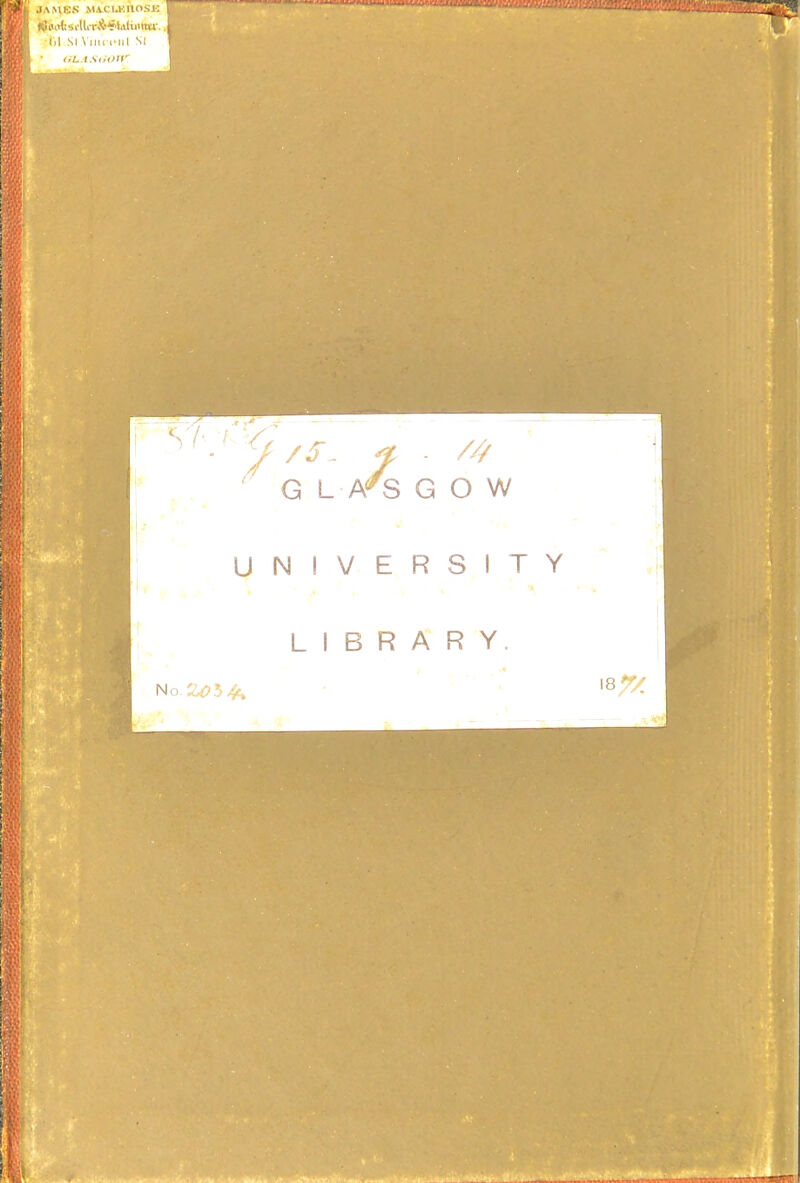 JAMES MACLEHOSE
Bookseller & Stationer.
61 St Vincent St
GLASGOW
15- g - 14
GLASGOW
UNIVERSITY
LIBRARY.
No. 2034. 1871.